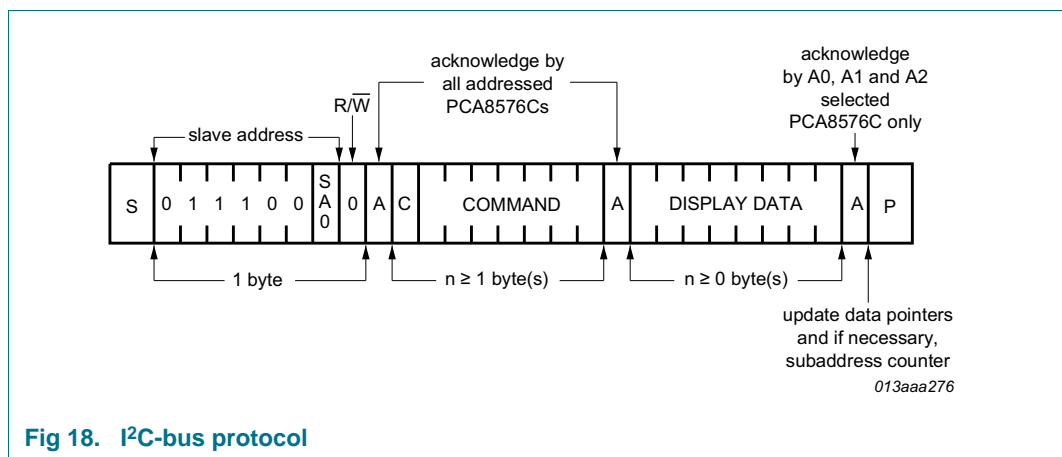 acknowledge by
all addressed
PCA8576Cs
acknowledge
by A0, A1 and A2
selected
PCA8576C only
R/W̅
slave address
S 0 1 1 1 0 0 SA0 0 A C COMMAND A DISPLAY DATA A P
1 byte
n ≥ 1 byte(s)
n ≥ 0 byte(s)
update data pointers
and if necessary,
subaddress counter
013aaa276
Fig 18. I²C-bus protocol